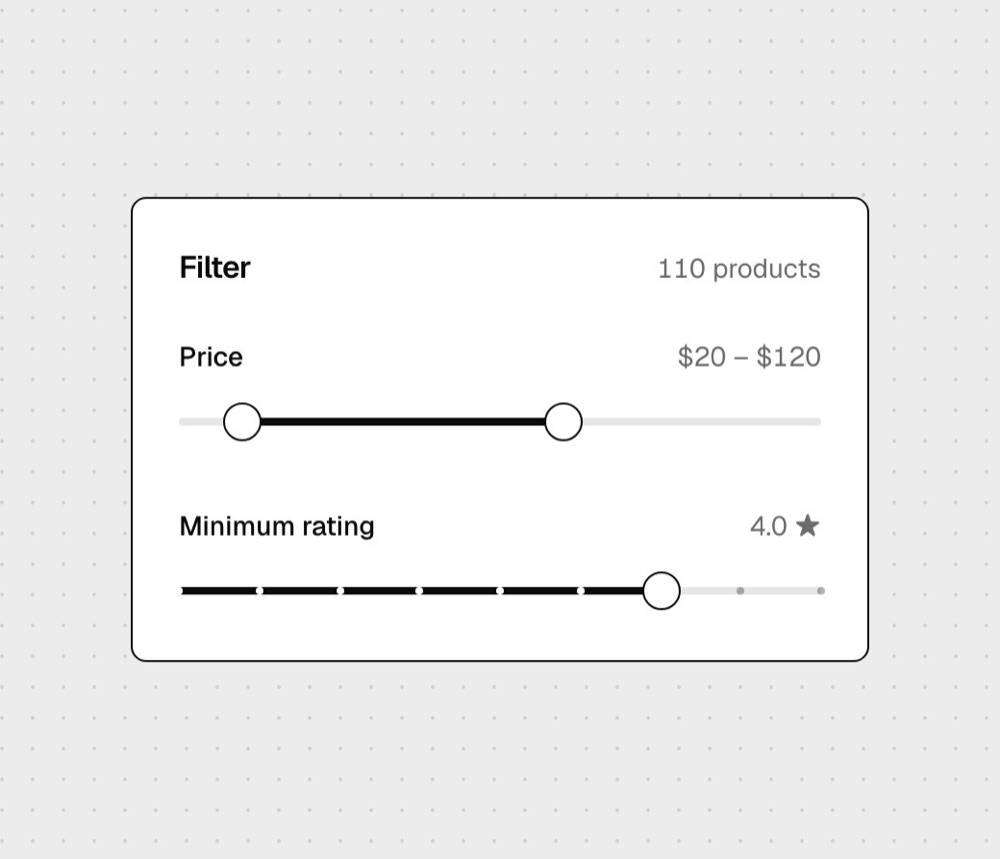 Filter
110 products
Price
$20 – $120
Minimum rating
4.0 ★